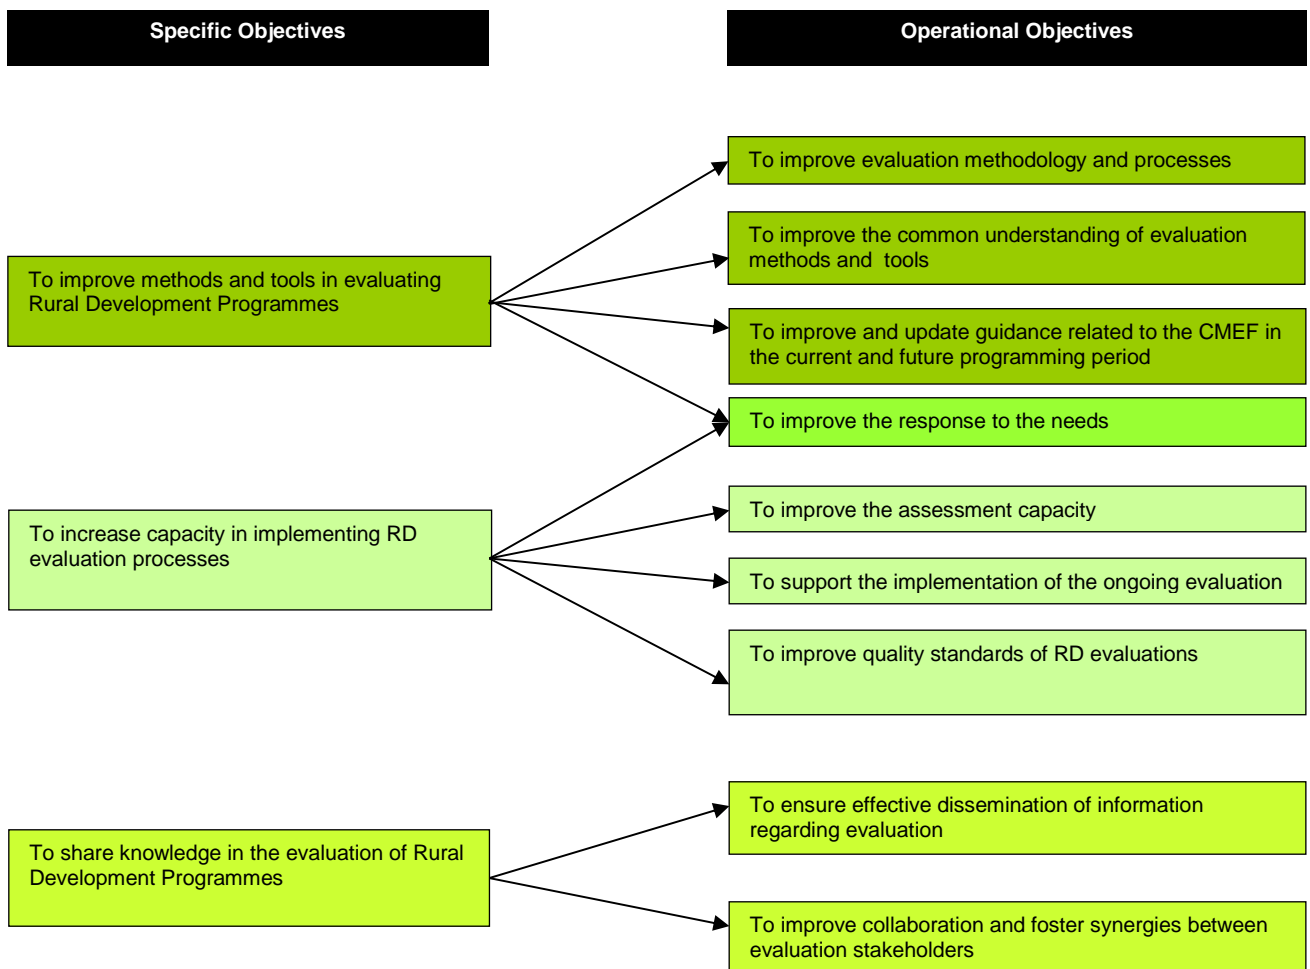 Specific Objectives
Operational Objectives
To improve evaluation methodology and processes
To improve the common understanding of evaluation
methods and tools
To improve methods and tools in evaluating
Rural Development Programmes
To improve and update guidance related to the CMEF in
the current and future programming period
To improve the response to the needs
To increase capacity in implementing RD
evaluation processes
To improve the assessment capacity
To support the implementation of the ongoing evaluation
To improve quality standards of RD evaluations
To share knowledge in the evaluation of Rural
Development Programmes
To ensure effective dissemination of information
regarding evaluation
To improve collaboration and foster synergies between
evaluation stakeholders